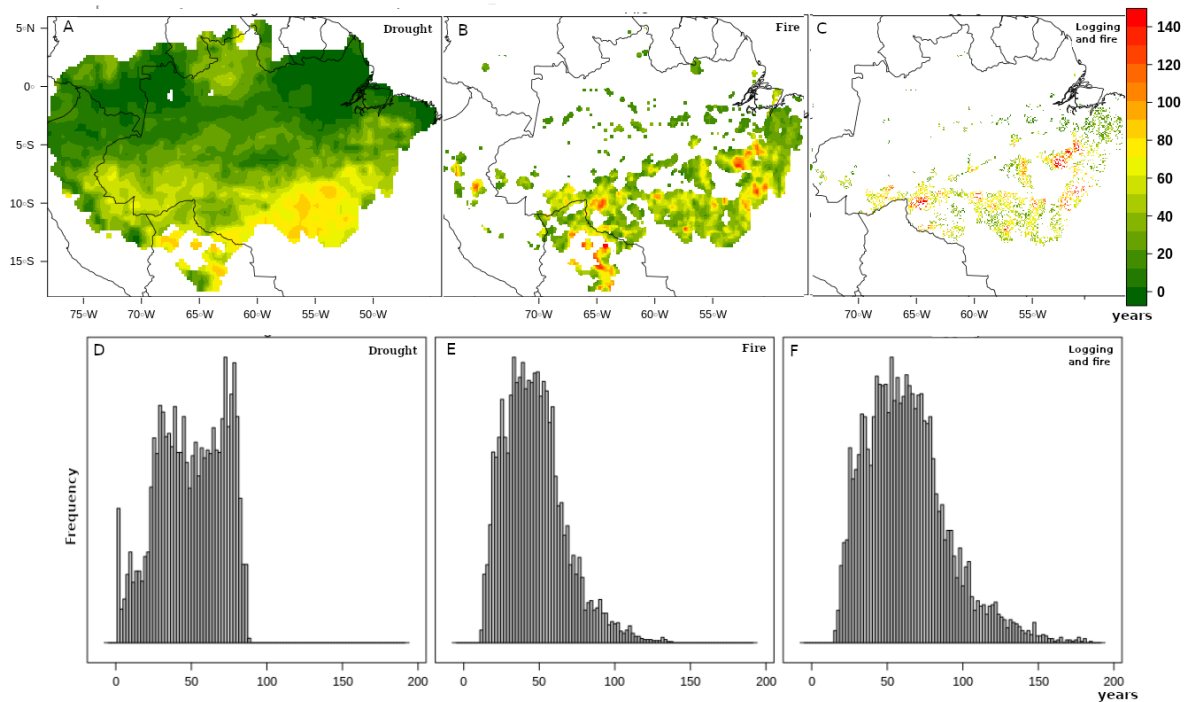 A
Drought
B
Fire
C
Logging
and fire
5°N
0°
5°S
10°S
15°S
75°W
70°W
65°W
60°W
55°W
50°W
70°W
65°W
60°W
55°W
70°W
65°W
60°W
55°W
140
120
100
80
60
40
20
0
years
D
Drought
E
Fire
F
Logging
and fire
Frequency
0
50
100
150
200
0
50
100
150
200
0
50
100
150
200
years